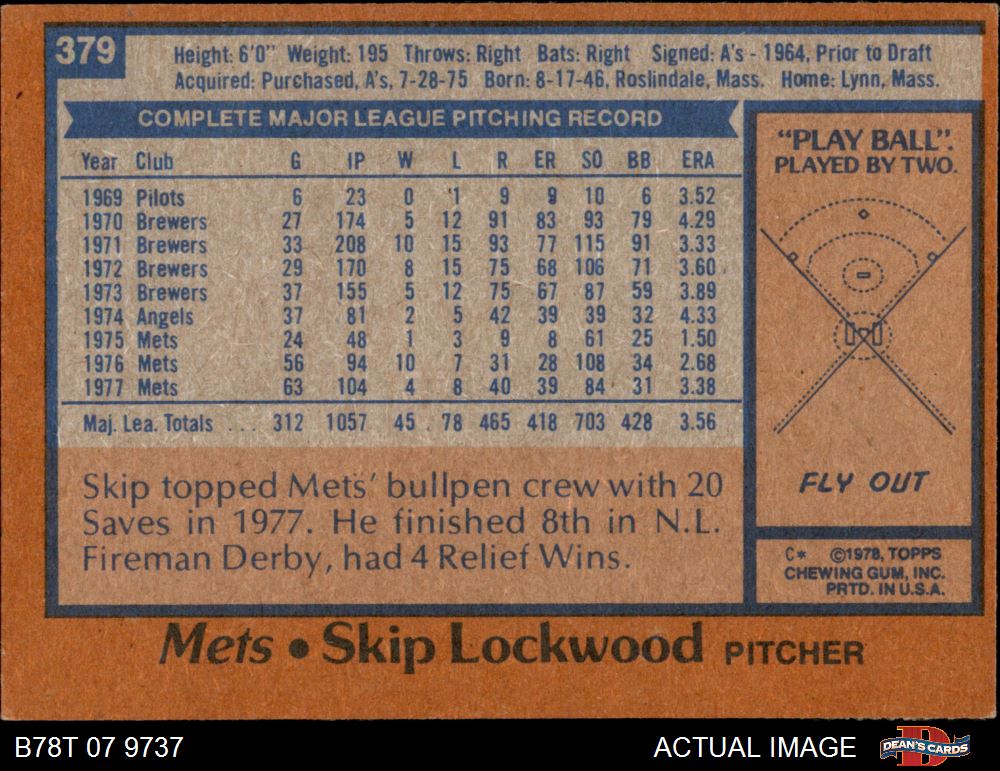 379
Height: 6'0" Weight: 195 Throws: Right Bats: Right Signed: A's - 1964, Prior to Draft
Acquired: Purchased, A's, 7-28-75 Born: 8-17-46, Roslindale, Mass. Home: Lynn, Mass.
COMPLETE MAJOR LEAGUE PITCHING RECORD
Year Club G IP W L R ER SO BB ERA
1969 Pilots 6 23 0 1 9 9 10 6 3.52
1970 Brewers 27 174 5 12 91 83 93 79 4.29
1971 Brewers 33 208 10 15 93 77 115 91 3.33
1972 Brewers 29 170 8 15 75 68 106 71 3.60
1973 Brewers 37 155 5 12 75 67 87 59 3.89
1974 Angels 37 81 2 5 42 39 39 32 4.33
1975 Mets 24 48 1 3 9 8 61 25 1.50
1976 Mets 56 94 10 7 31 28 108 34 2.68
1977 Mets 63 104 4 8 40 39 84 31 3.38
Maj. Lea. Totals ... 312 1057 45 78 465 418 703 428 3.56
Skip topped Mets' bullpen crew with 20
Saves in 1977. He finished 8th in N.L.
Fireman Derby, had 4 Relief Wins.
"PLAY BALL".
PLAYED BY TWO.
FLY OUT
C* ©1978, TOPPS
CHEWING GUM, INC.
PRTD. IN U.S.A.
Mets • Skip Lockwood PITCHER
B78T 07 9737
ACTUAL IMAGE
DEAN'S CARDS